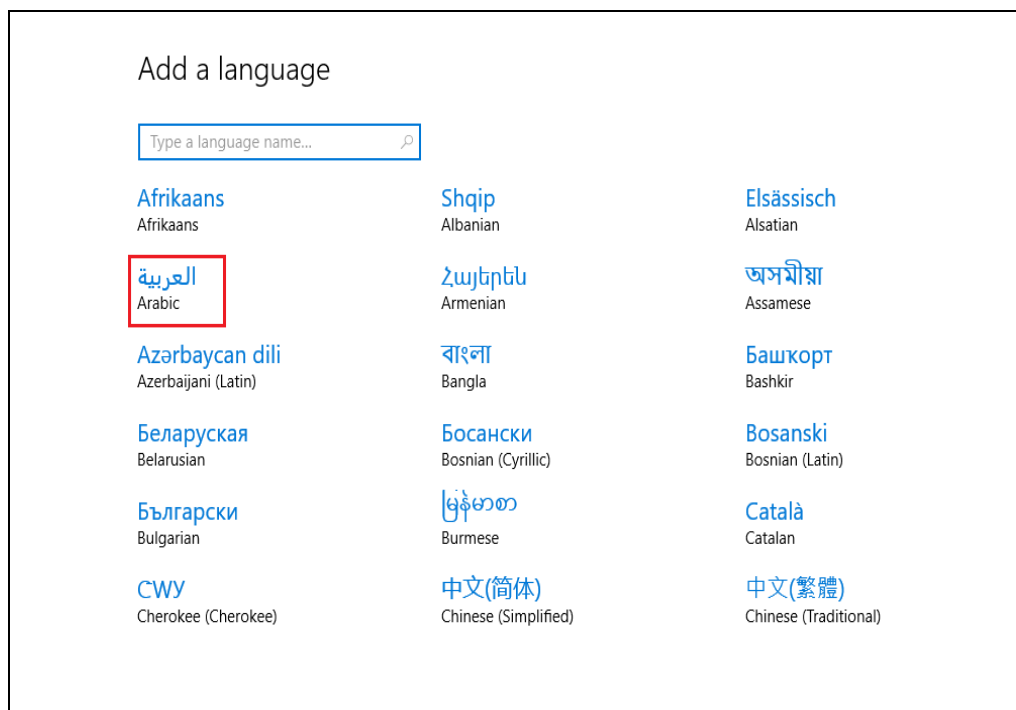 Add a language
Type a language name...
Afrikaans
Afrikaans
Shqip
Albanian
Elsässisch
Alsatian
العربية
Arabic
Հայերեն
Armenian
অসমীয়া
Assamese
Azərbaycan dili
Azerbaijani (Latin)
বাংলা
Bangla
Башҡорт
Bashkir
Беларуская
Belarusian
Босански
Bosnian (Cyrillic)
Bosanski
Bosnian (Latin)
Български
Bulgarian
မြန်မာစာ
Burmese
Català
Catalan
ᏣᎳᎩ
Cherokee (Cherokee)
中文(简体)
Chinese (Simplified)
中文(繁體)
Chinese (Traditional)